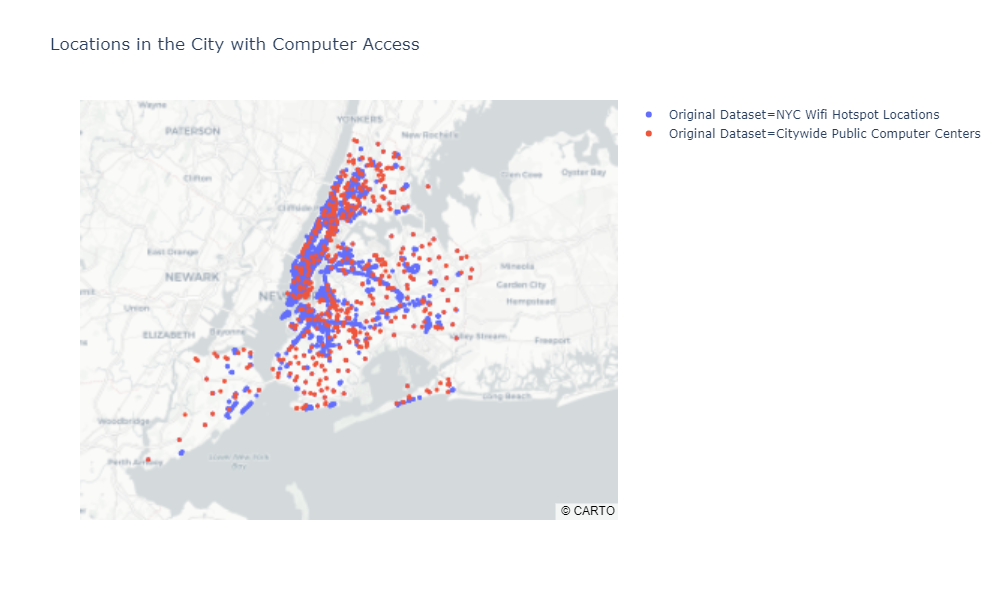 Locations in the City with Computer Access
Original Dataset=NYC Wifi Hotspot Locations
Original Dataset=Citywide Public Computer Centers
Wayne
YONKERS
PATERSON
New Rochelle
Clifton
Glen Cove
Oyster Bay
Cliffside
East Orange
Mineola
NEWARK
Garden City
NEW
Hempstead
Union
ELIZABETH
Bayonne
Valley Stream
Freeport
Long Beach
Woodbridge
Lower New York
Bay
Perth Amboy
© CARTO